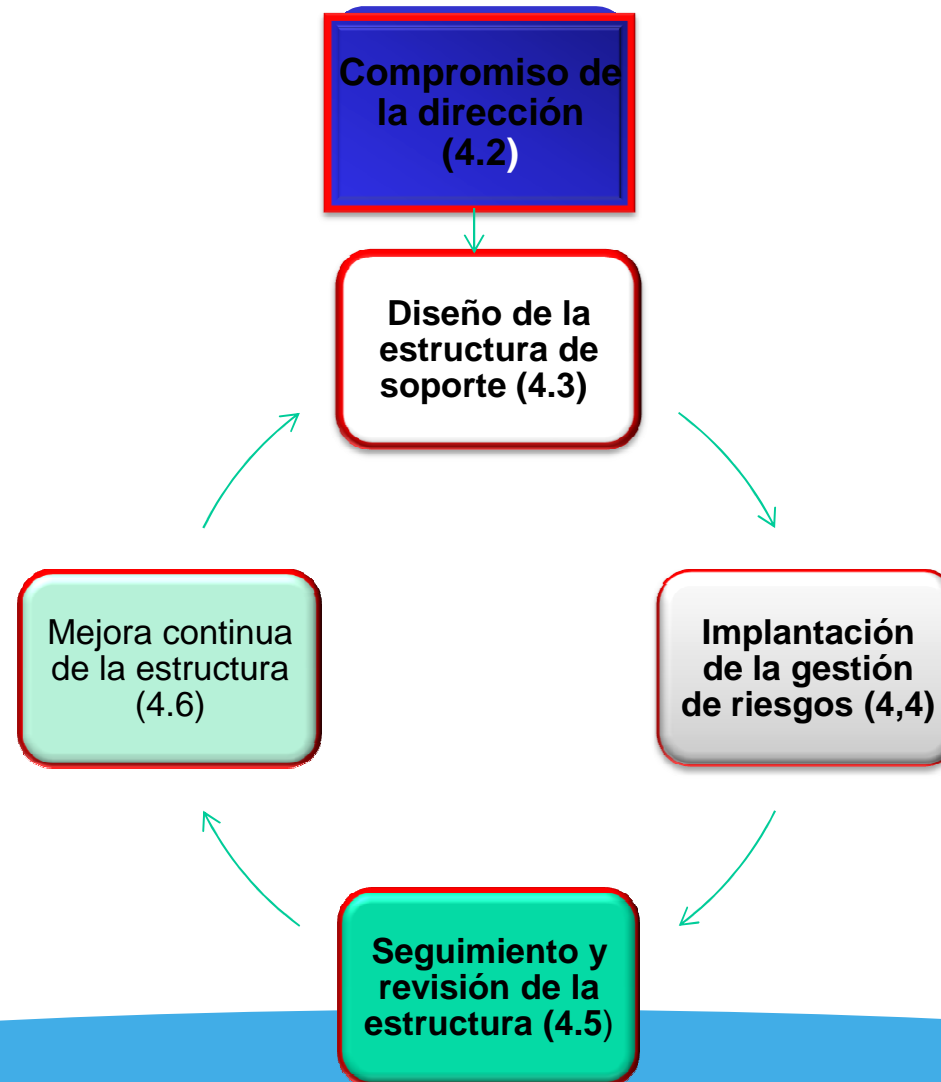 Compromiso de
la dirección
(4.2)
Diseño de la
estructura de
soporte (4.3)
Mejora continua
de la estructura
(4.6)
Implantación
de la gestión
de riesgos (4,4)
Seguimiento y
revisión de la
estructura (4.5)